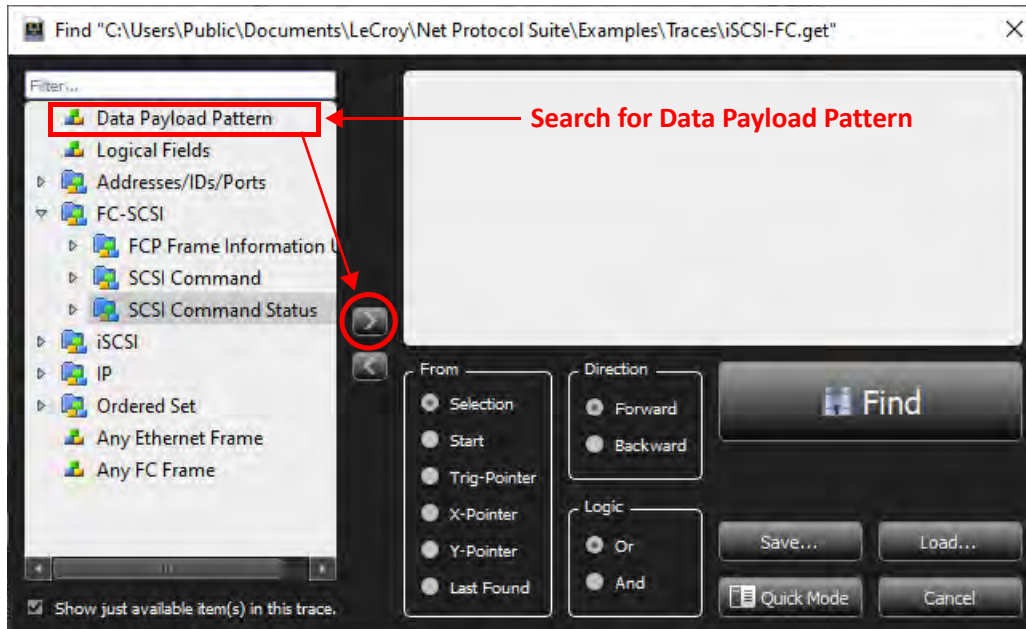 Find "C:\Users\Public\Documents\LeCroy\Net Protocol Suite\Examples\Traces\iSCSI-FC.get"
Filter...
Data Payload Pattern
Search for Data Payload Pattern
Logical Fields
Addresses/IDs/Ports
FC-SCSI
FCP Frame Information U
SCSI Command
SCSI Command Status
iSCSI
IP
Ordered Set
Any Ethernet Frame
Any FC Frame
Show just available item(s) in this trace.
From
Selection
Start
Trig-Pointer
X-Pointer
Y-Pointer
Last Found
Direction
Forward
Backward
Logic
Or
And
Find
Save...
Load...
Quick Mode
Cancel